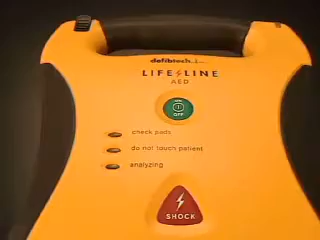 defibtech
LIFELINE
AED
OFF
check pads
do not touch patient
analyzing
SHOCK